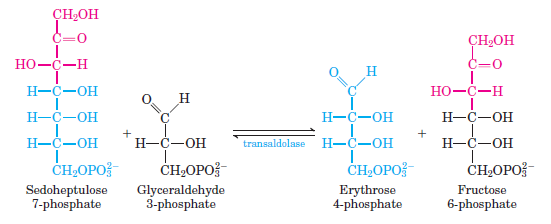 CH₂OH
C=O
HO—C—H
H—C—OH
H—C—OH
H—C—OH
CH₂OPO₃²⁻
Sedoheptulose
7-phosphate
+
O H
C
H—C—OH
CH₂OPO₃²⁻
Glyceraldehyde
3-phosphate
transaldolase
O H
C
H—C—OH
H—C—OH
CH₂OPO₃²⁻
Erythrose
4-phosphate
+
CH₂OH
C=O
HO—C—H
H—C—OH
H—C—OH
CH₂OPO₃²⁻
Fructose
6-phosphate